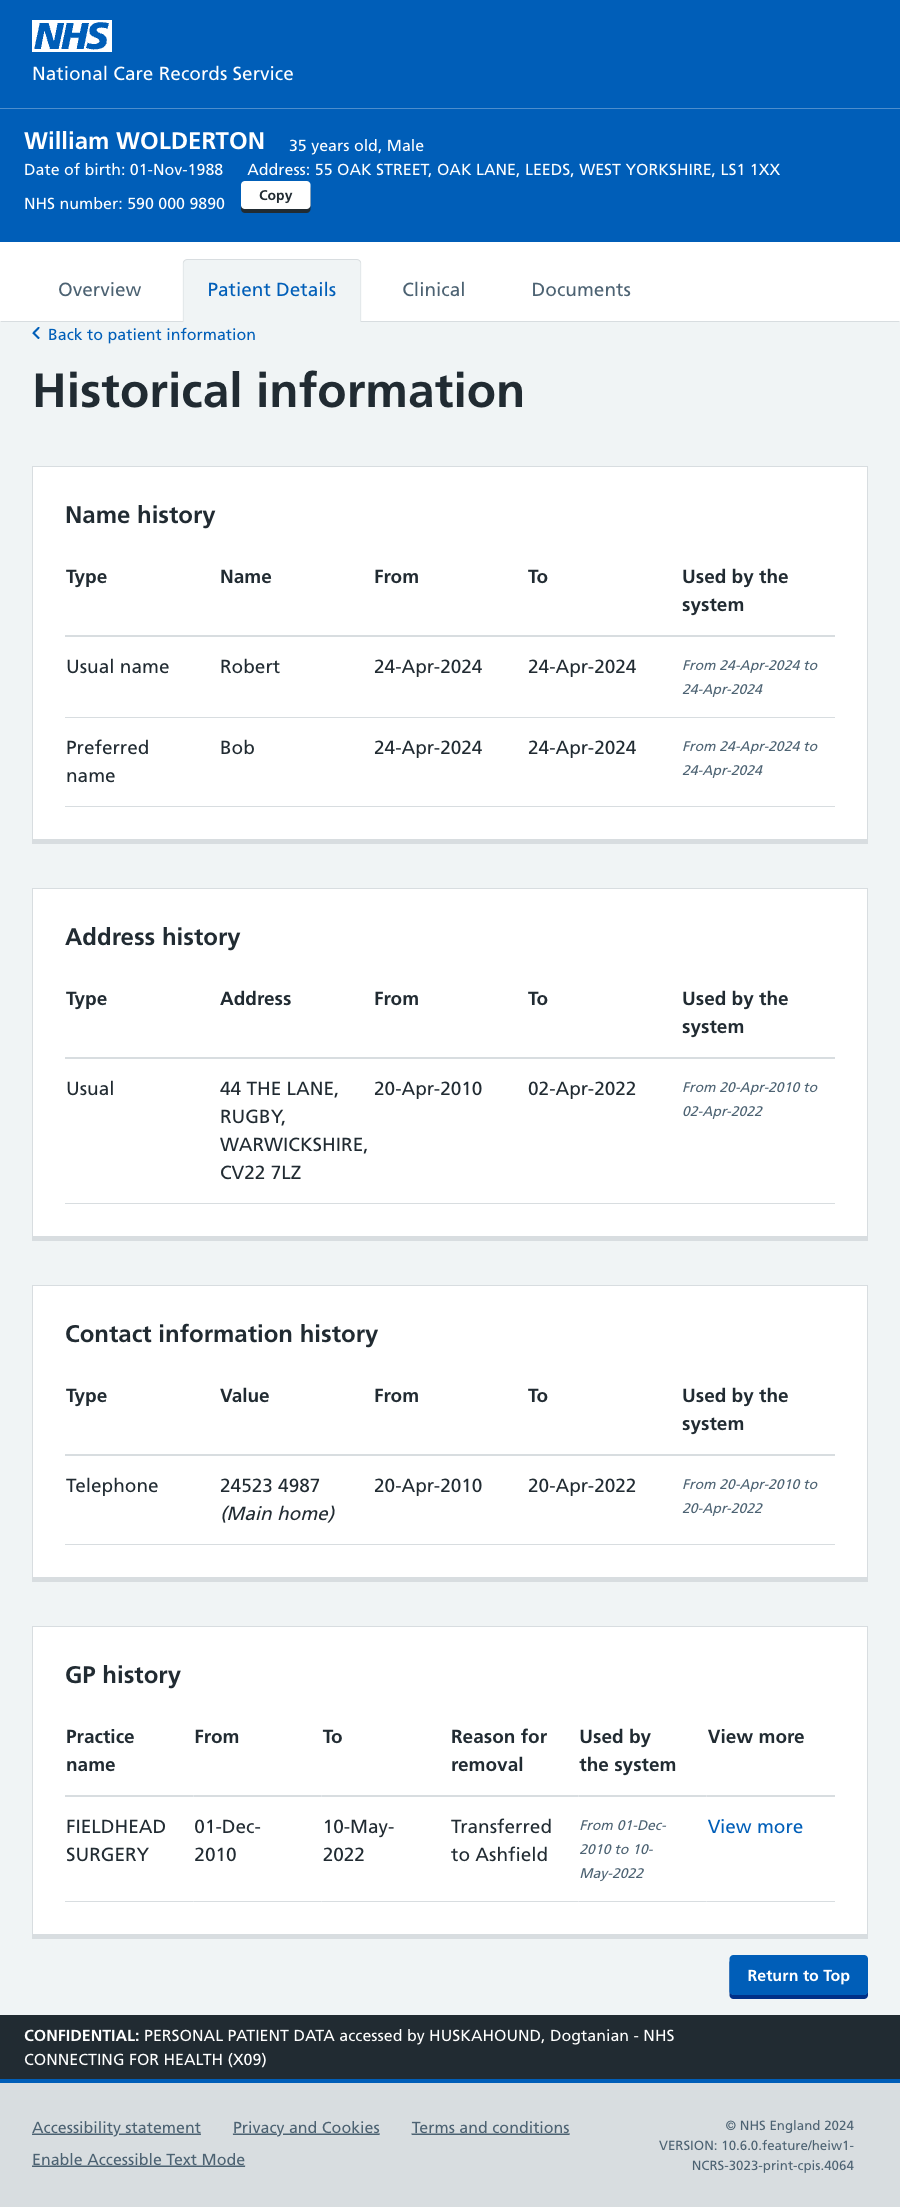 NHS
National Care Records Service
William WOLDERTON 35 years old, Male
Date of birth: 01-Nov-1988 Address: 55 OAK STREET, OAK LANE, LEEDS, WEST YORKSHIRE, LS1 1XX
NHS number: 590 000 9890 Copy
Overview Patient Details Clinical Documents
Back to patient information
Historical information
Name history
Type Name From To Used by the
system
Usual name Robert 24-Apr-2024 24-Apr-2024 From 24-Apr-2024 to
24-Apr-2024
Preferred Bob 24-Apr-2024 24-Apr-2024 From 24-Apr-2024 to
name 24-Apr-2024
Address history
Type Address From To Used by the
system
Usual 44 THE LANE, 20-Apr-2010 02-Apr-2022 From 20-Apr-2010 to
RUGBY, 02-Apr-2022
WARWICKSHIRE,
CV22 7LZ
Contact information history
Type Value From To Used by the
system
Telephone 24523 4987 20-Apr-2010 20-Apr-2022 From 20-Apr-2010 to
(Main home) 20-Apr-2022
GP history
Practice From To Reason for Used by View more
name removal the system
FIELDHEAD 01-Dec- 10-May- Transferred From 01-Dec- View more
SURGERY 2010 2022 to Ashfield 2010 to 10-
May-2022
Return to Top
CONFIDENTIAL: PERSONAL PATIENT DATA accessed by HUSKAHOUND, Dogtanian - NHS
CONNECTING FOR HEALTH (X09)
Accessibility statement Privacy and Cookies Terms and conditions
Enable Accessible Text Mode
© NHS England 2024
VERSION: 10.6.0.feature/heiw1-
NCRS-3023-print-cpis.4064